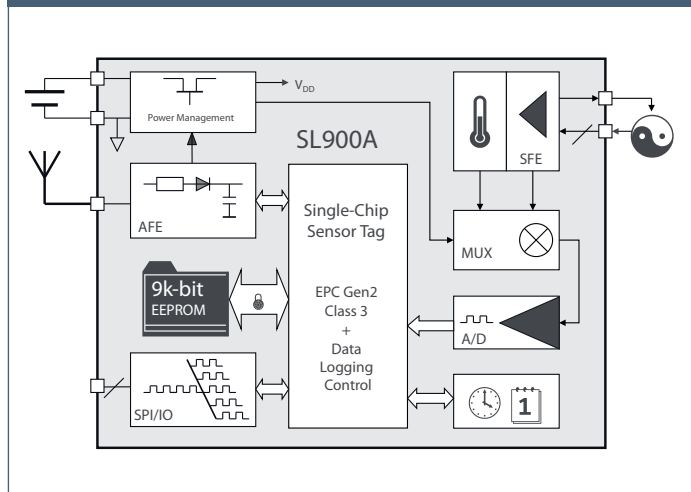 V_DD
Power Management
SL900A
SFE
AFE
Single-Chip
Sensor Tag
MUX
9k-bit
EEPROM
EPC Gen2
Class 3
+
Data
Logging
Control
A/D
SPI/IO
1